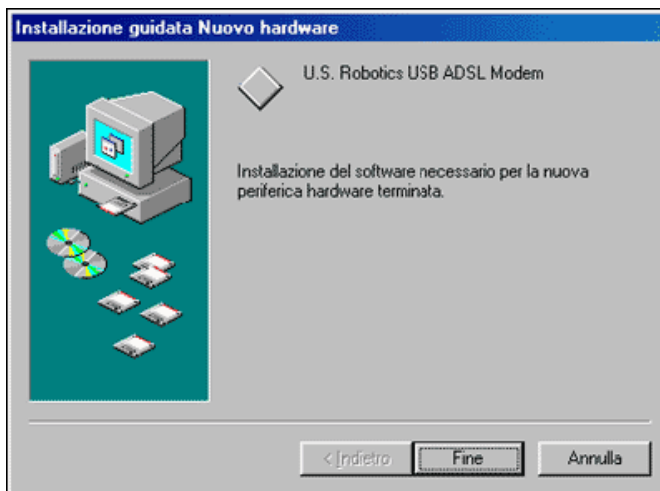 Installazione guidata Nuovo hardware
U.S. Robotics USB ADSL Modem
Installazione del software necessario per la nuova
periferica hardware terminata.
< Indietro
Fine
Annulla